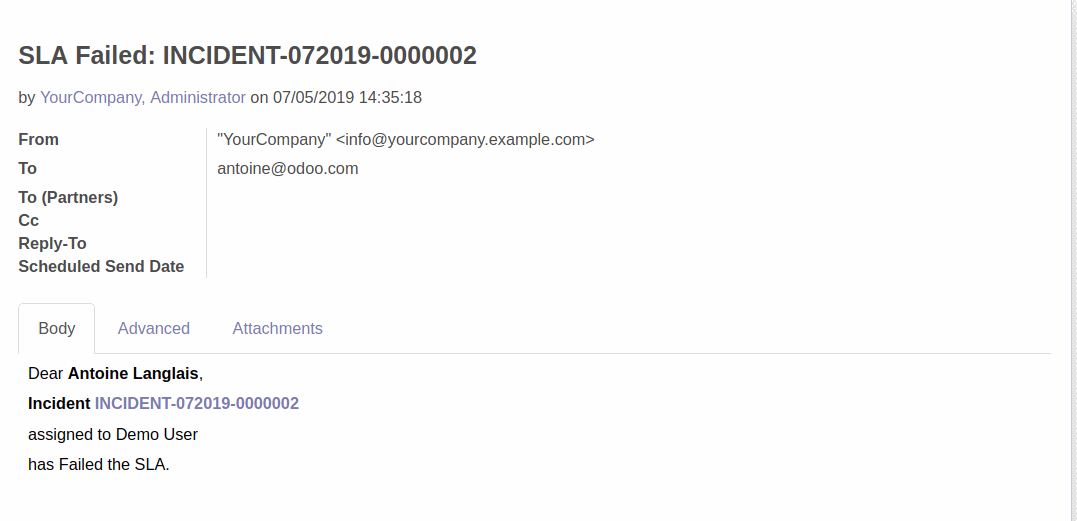 SLA Failed: INCIDENT-072019-0000002
by YourCompany, Administrator on 07/05/2019 14:35:18
From "YourCompany" <info@yourcompany.example.com>
To antoine@odoo.com
To (Partners)
Cc
Reply-To
Scheduled Send Date
Body Advanced Attachments
Dear Antoine Langlais,
Incident INCIDENT-072019-0000002
assigned to Demo User
has Failed the SLA.